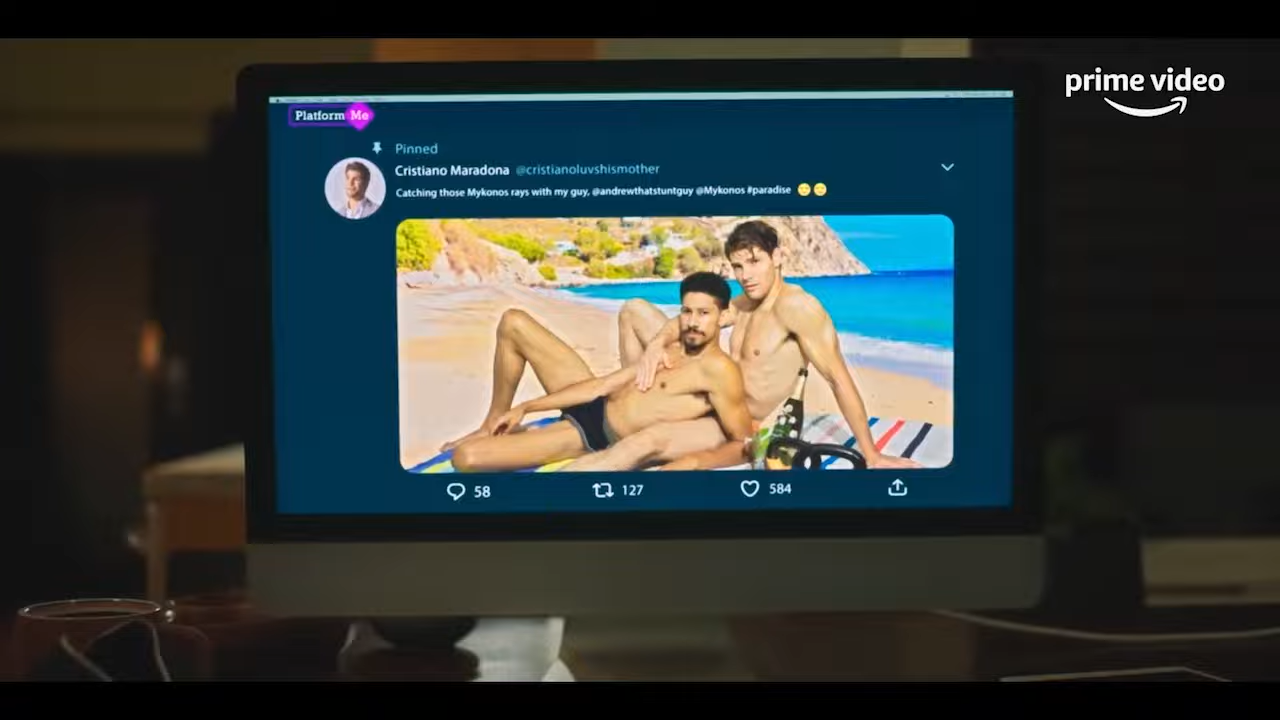 prime video
Platform Me
Pinned
Cristiano Maradona @cristianoluvshismother
Catching those Mykonos rays with my guy, @andrewthatstuntguy @Mykonos #paradise
58 127 584